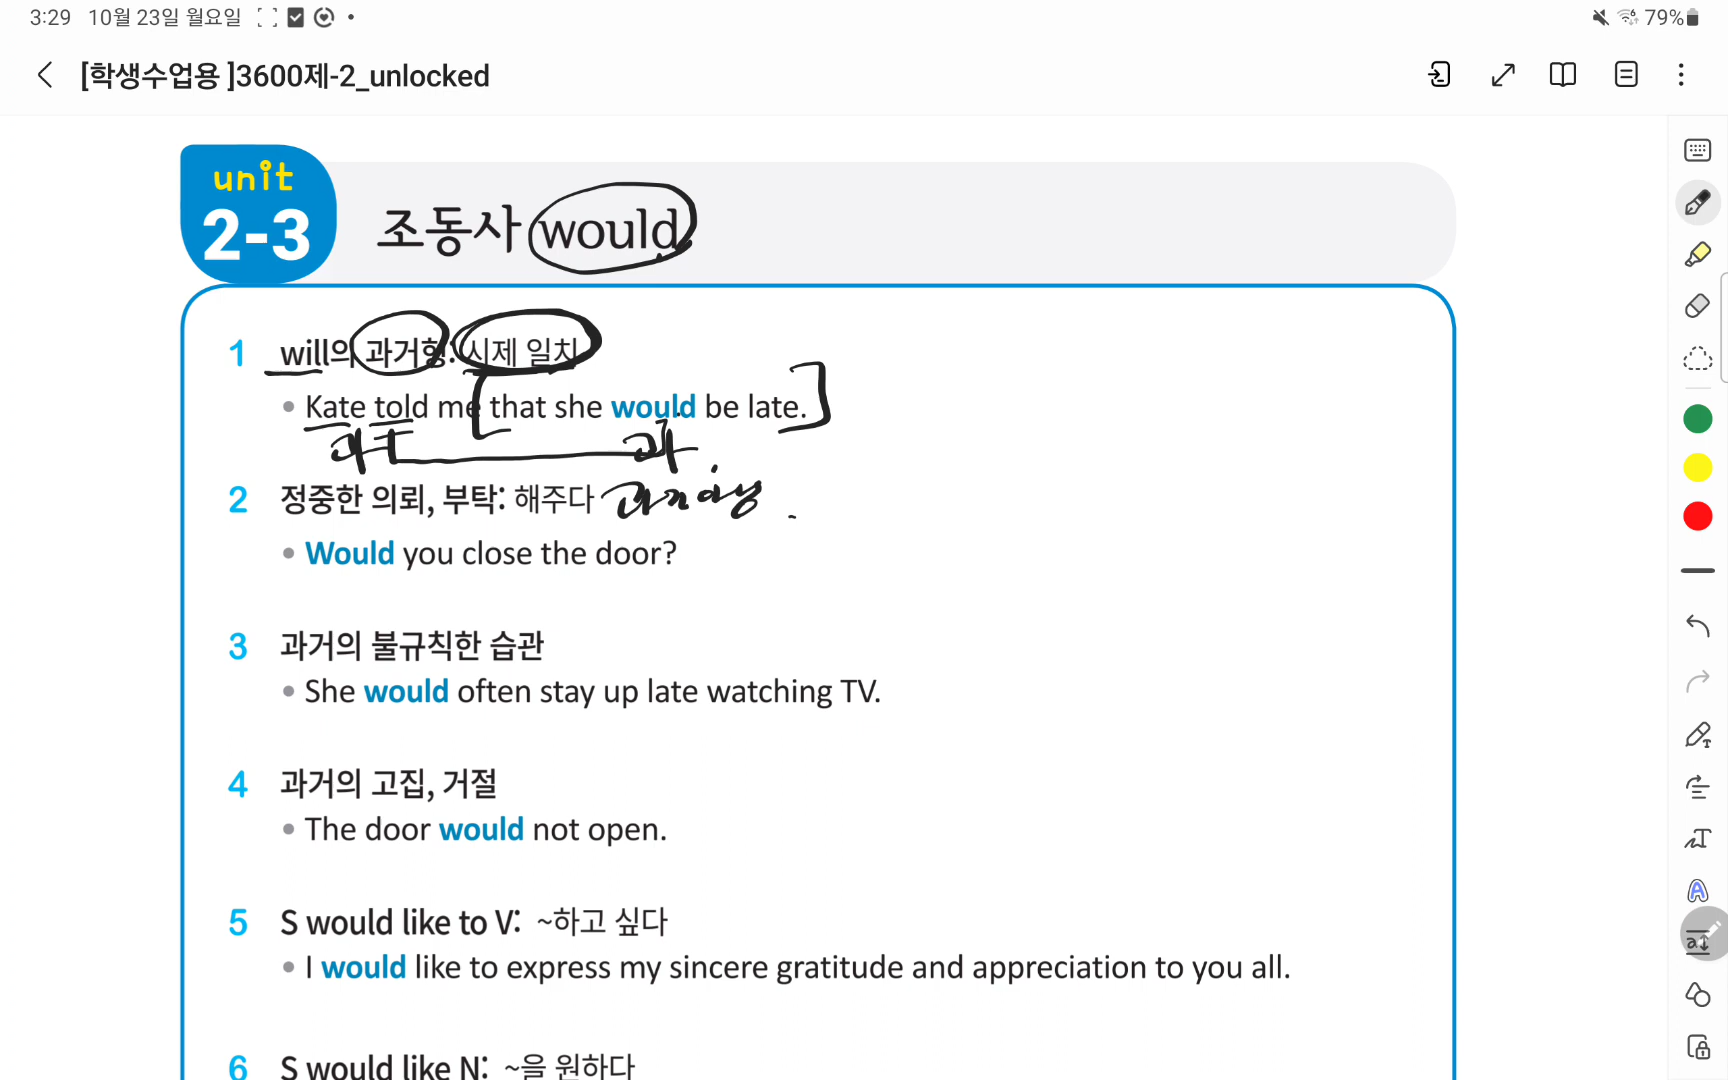 3:29 10월 23일 월요일 79%
[학생수업용 ]3600제-2_unlocked
unit
2-3
조동사 would
1 will의 과거형: 시제 일치
• Kate told me that she would be late.
과 과
2 정중한 의뢰, 부탁: 해주다
• Would you close the door?
3 과거의 불규칙한 습관
• She would often stay up late watching TV.
4 과거의 고집, 거절
• The door would not open.
5 S would like to V: ~하고 싶다
• I would like to express my sincere gratitude and appreciation to you all.
6 S would like N: ~을 원하다